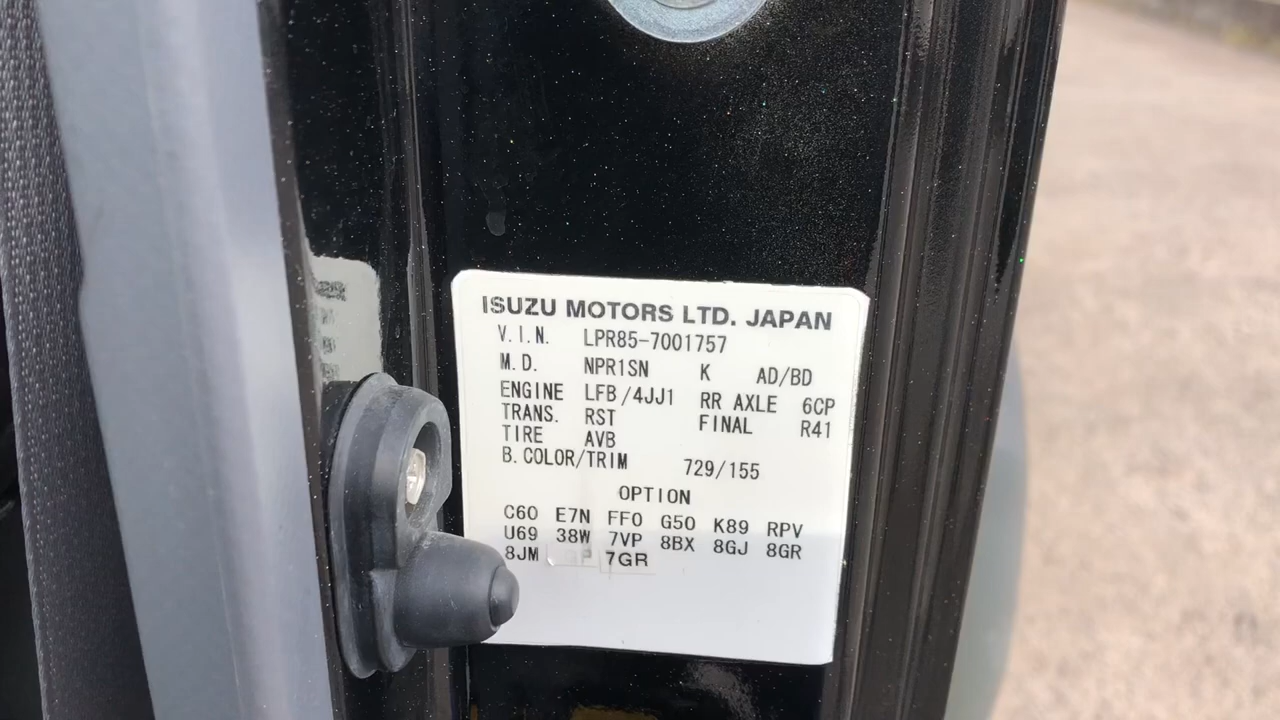 ISUZU MOTORS LTD. JAPAN
V.I.N. LPR85-7001757
M.D. NPR1SN K AD/BD
ENGINE LFB/4JJ1 RR AXLE 6CP
TRANS. RST FINAL R41
TIRE AVB
B.COLOR/TRIM 729/155
OPTION
C60 E7N FF0 G50 K89 RPV
U69 38W 7VP 8BX 8GJ 8GR
8JM 7GR